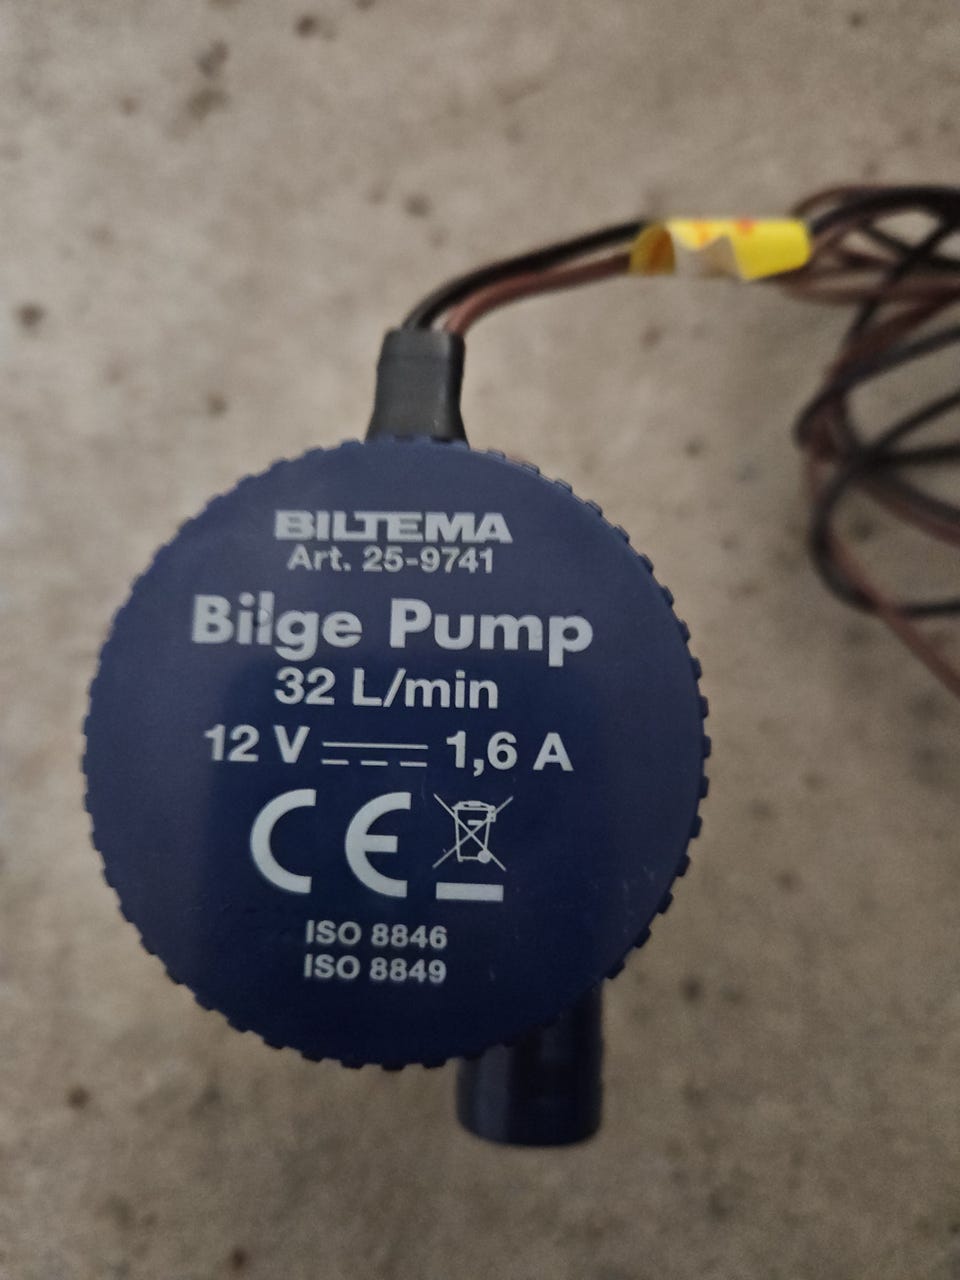 BILTEMA
Art. 25-9741
Bilge Pump
32 L/min
12 V 1,6 A
CE
ISO 8846
ISO 8849